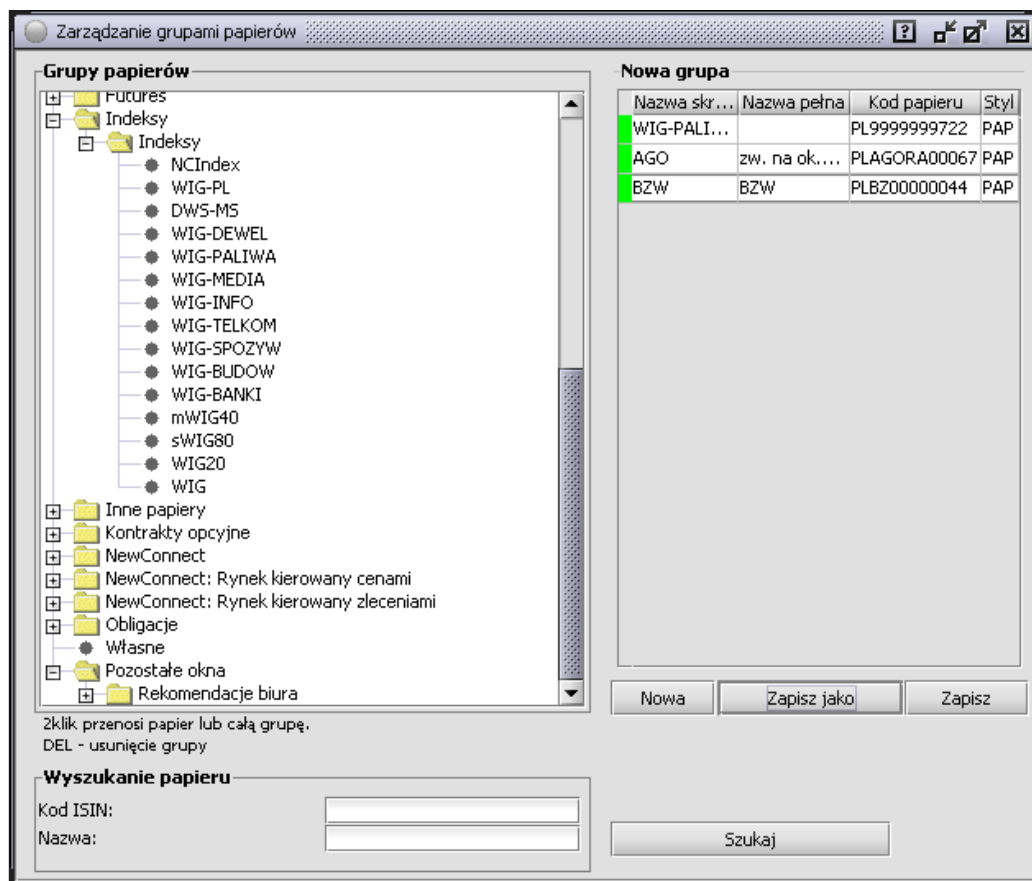 Zarządzanie grupami papierów
Grupy papierów
Futures
Indeksy
Indeksy
NCIndex
WIG-PL
DWS-MS
WIG-DEWEL
WIG-PALIWA
WIG-MEDIA
WIG-INFO
WIG-TELKOM
WIG-SPOZYW
WIG-BUDOW
WIG-BANKI
mWIG40
sWIG80
WIG20
WIG
Inne papiery
Kontrakty opcyjne
NewConnect
NewConnect: Rynek kierowany cenami
NewConnect: Rynek kierowany zleceniami
Obligacje
Własne
Pozostałe okna
Rekomendacje biura
2klik przenosi papier lub całą grupę.
DEL - usunięcie grupy
Nowa grupa
Nazwa skr... Nazwa pełna Kod papieru Styl
WIG-PALI... PL9999999722 PAP
AGO zw. na ok.... PLAGORA00067 PAP
BZW BZW PLBZ00000044 PAP
Nowa Zapisz jako Zapisz
Wyszukanie papieru
Kod ISIN:
Nazwa:
Szukaj